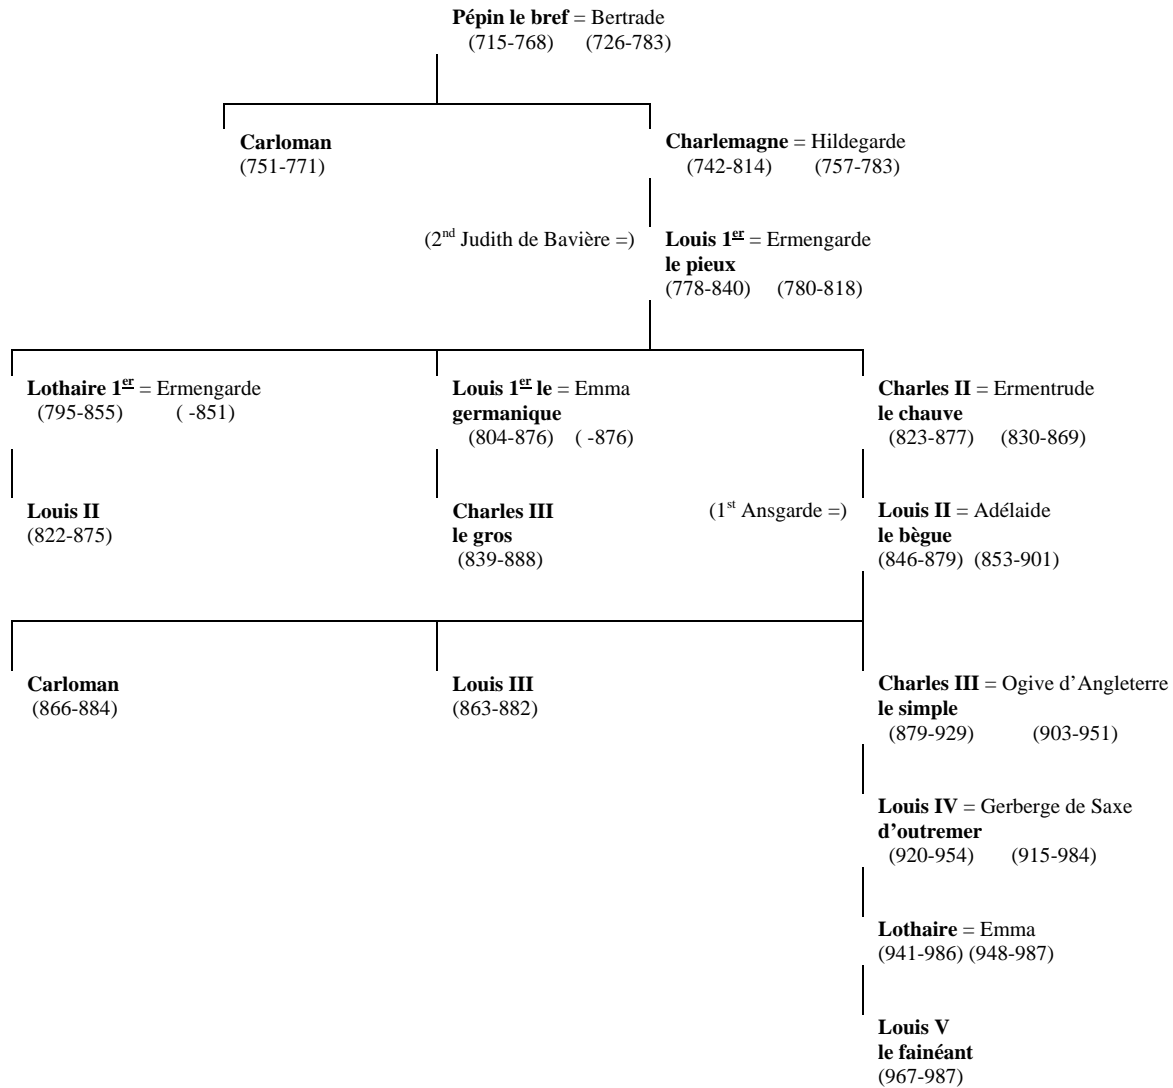 Pépin le bref = Bertrade
(715-768) (726-783)
Carloman
(751-771)
Charlemagne = Hildegarde
(742-814) (757-783)
(2nd Judith de Bavière =) Louis 1er = Ermengarde
le pieux
(778-840) (780-818)
Lothaire 1er = Ermengarde
(795-855) ( -851)
Louis 1er le = Emma
germanique
(804-876) ( -876)
Charles II = Ermentrude
le chauve
(823-877) (830-869)
Louis II
(822-875)
Charles III
le gros
(839-888)
(1st Ansgarde =) Louis II = Adélaide
le bègue
(846-879) (853-901)
Carloman
(866-884)
Louis III
(863-882)
Charles III = Ogive d’Angleterre
le simple
(879-929) (903-951)
Louis IV = Gerberge de Saxe
d’outremer
(920-954) (915-984)
Lothaire = Emma
(941-986) (948-987)
Louis V
le fainéant
(967-987)